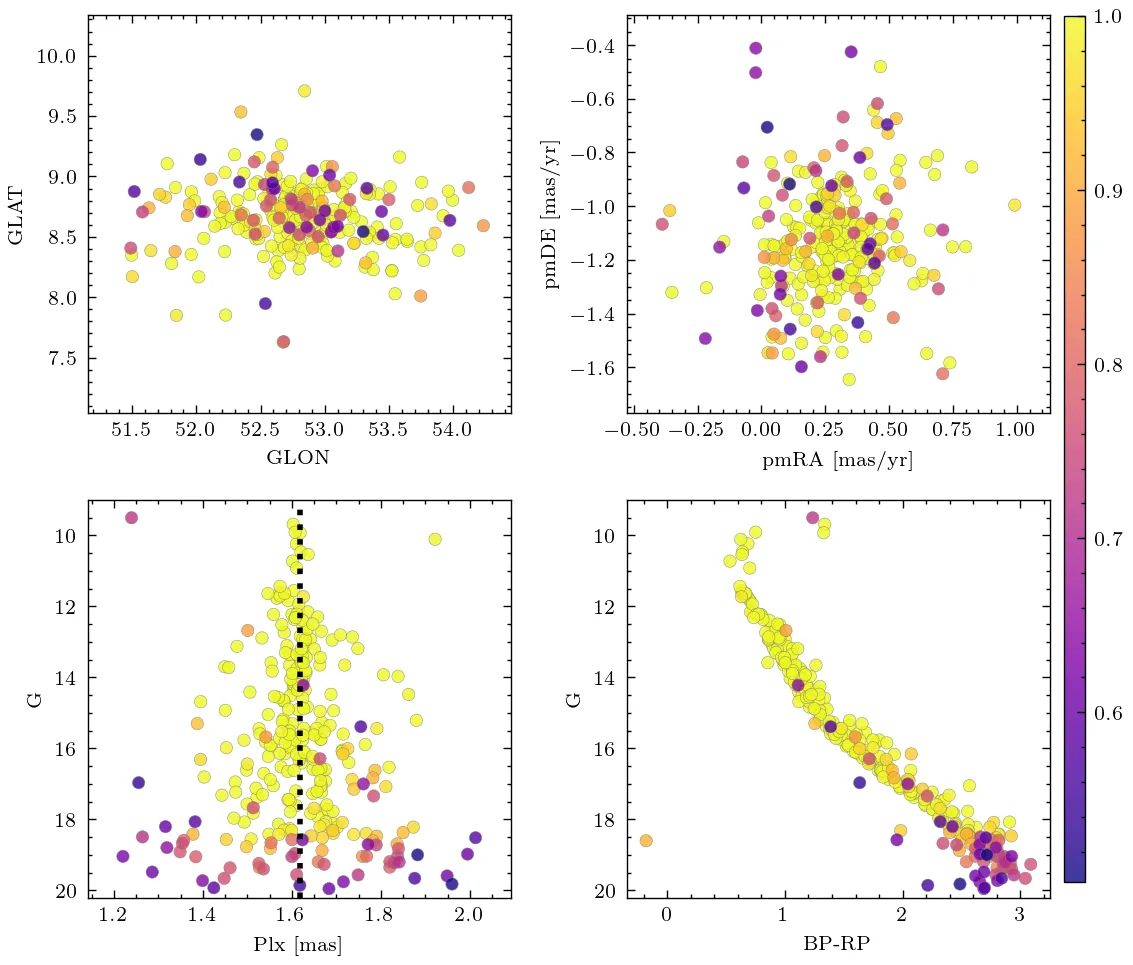 10.0
9.5
9.0
8.5
8.0
7.5
GLAT
51.5 52.0 52.5 53.0 53.5 54.0
GLON
−0.4
−0.6
−0.8
−1.0
−1.2
−1.4
−1.6
pmDE [mas/yr]
−0.50 −0.25 0.00 0.25 0.50 0.75 1.00
pmRA [mas/yr]
1.0
0.9
0.8
0.7
0.6
10
12
14
16
18
20
G
1.2 1.4 1.6 1.8 2.0
Plx [mas]
10
12
14
16
18
20
G
0 1 2 3
BP-RP